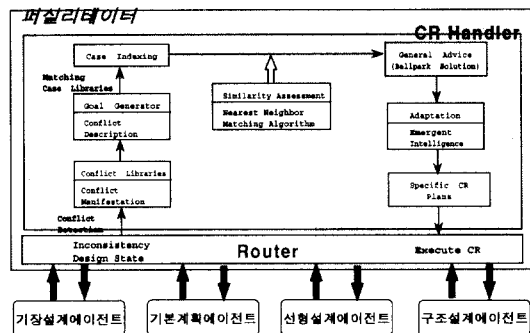 퍼실리테이터
CR Handler
Case Indexing
General Advice
(Ballpark Solution)
Matching
Case Libraries
Goal Generator
Conflict
Description
Similarity Assessment
Nearest Neighbor
Matching Algorithm
Adaptation
Emergent
Intelligence
Conflict Libraries
Conflict
Manifestation
Specific CR
Plans
Conflict
Detection
Inconsistency
Design State
Router
Execute CR
기장설계에이전트
기본계획에이전트
선형설계에이전트
구조설계에이전트